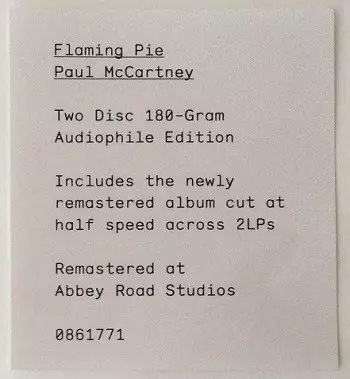 Flaming Pie
Paul McCartney
Two Disc 180-Gram
Audiophile Edition
Includes the newly
remastered album cut at
half speed across 2LPs
Remastered at
Abbey Road Studios
0861771